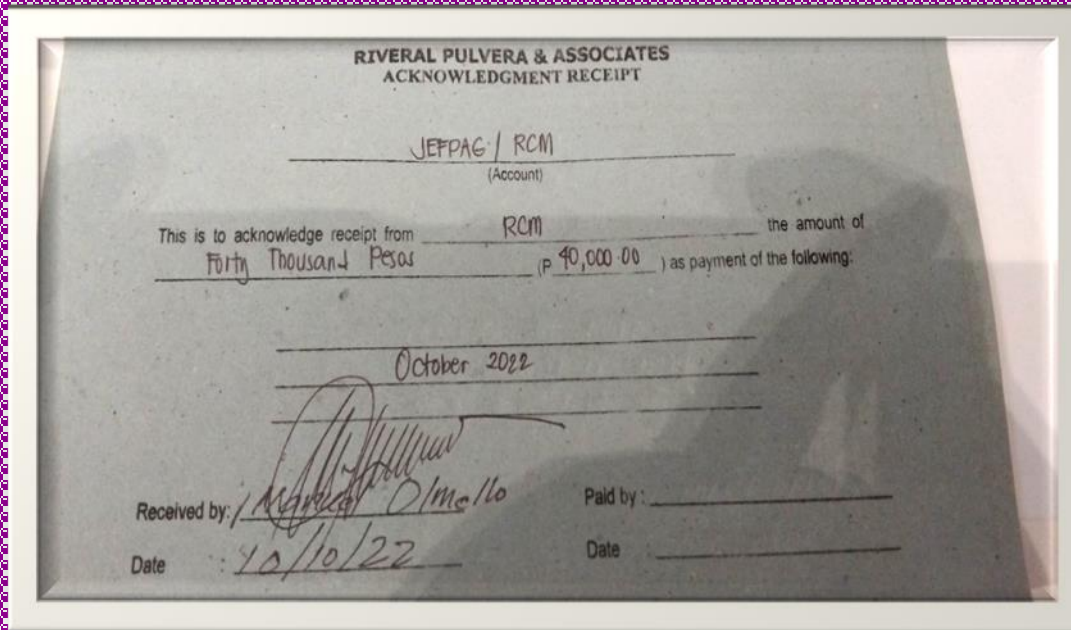 RIVERAL PULVERA & ASSOCIATES
ACKNOWLEDGMENT RECEIPT
JEFPAG / RCM
(Account)
This is to acknowledge receipt from RCM the amount of
Forty Thousand Pesos (P 40,000.00 ) as payment of the following:
October 2022
Received by: Olmello Paid by :
Date : 10/10/22 Date :